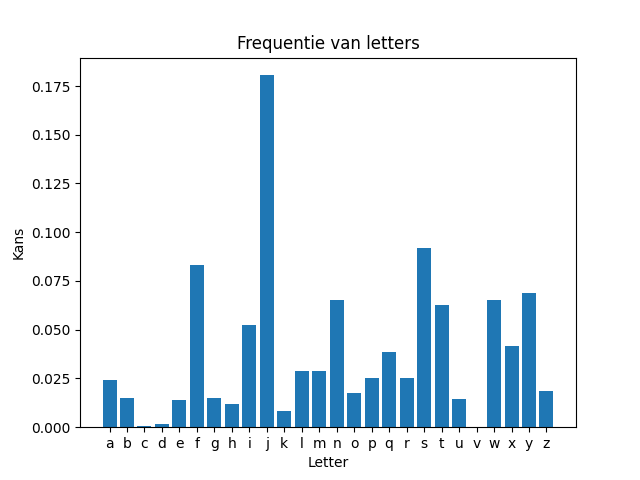 Frequentie van letters
0.175
0.150
0.125
0.100
0.075
0.050
0.025
0.000
Kans
a b c d e f g h i j k l m n o p q r s t u v w x y z
Letter